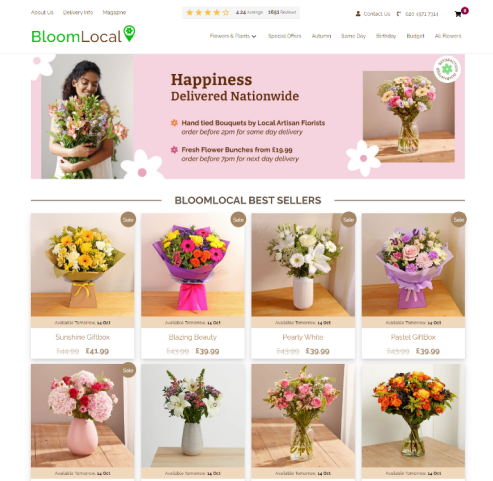 About Us Delivery Info Magazine
4.24 Average 1651 Reviews
Contact Us 020 4571 7314
0
BloomLocal
Flowers & Plants Special Offers Autumn Same Day Birthday Budget All Flowers
Happiness
Delivered Nationwide
Hand tied Bouquets by Local Artisan Florists
order before 2pm for same day delivery
Fresh Flower Bunches from £19.99
order before 7pm for next day delivery
BLOOMLOCAL BEST SELLERS
Sale Sale Sale Sale
Available Tomorrow, 14 Oct Available Tomorrow, 14 Oct Available Tomorrow, 14 Oct Available Tomorrow, 14 Oct
Sunshine Giftbox Blazing Beauty Pearly White Pastel GiftBox
£44.99 £41.99 £43.99 £39.99 £43.99 £39.99 £43.99 £39.99
Sale
Available Tomorrow, 14 Oct Available Tomorrow, 14 Oct Available Tomorrow, 14 Oct Available Tomorrow, 14 Oct